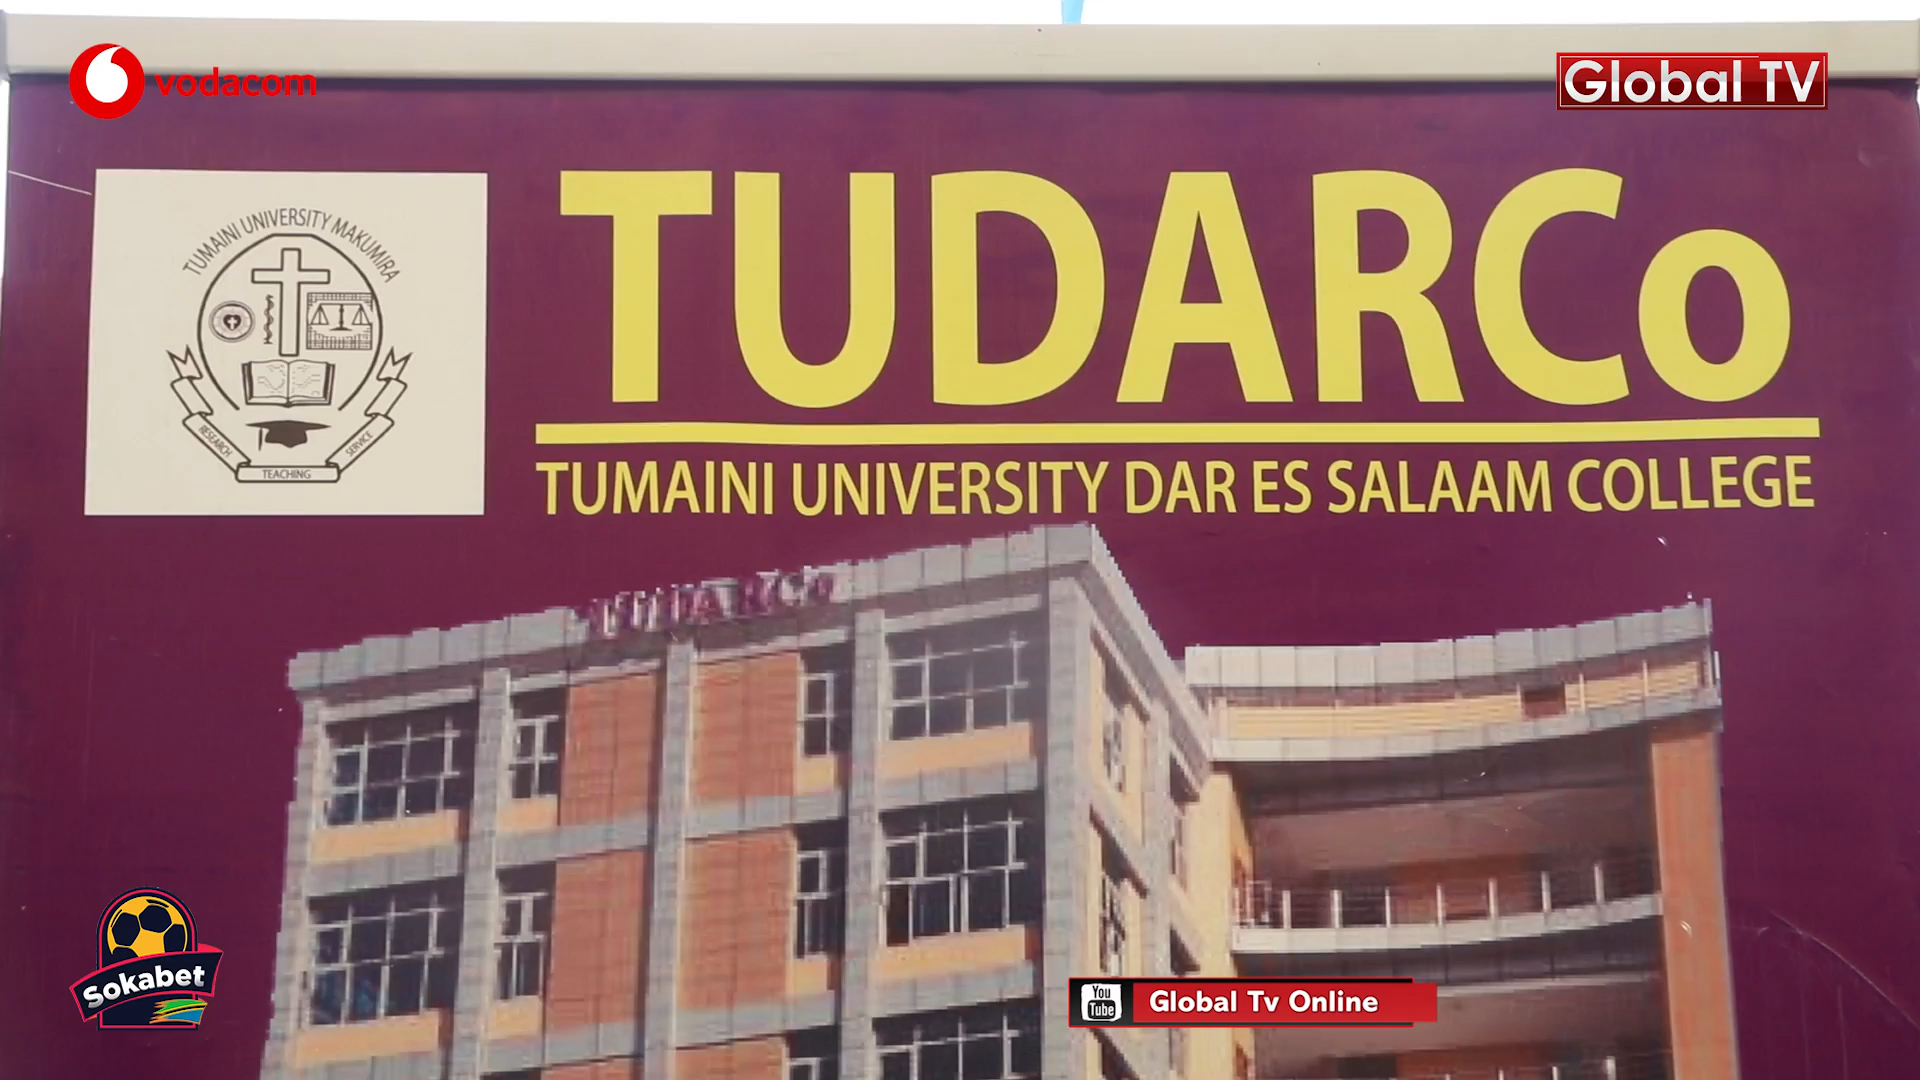 vodacom
Global TV
TUMAINI UNIVERSITY MAKUMIRA
RESEARCH
TEACHING
SERVICE
TUDARCo
TUMAINI UNIVERSITY DAR ES SALAAM COLLEGE
TUDARCo
Sokabet
You Tube
Global Tv Online